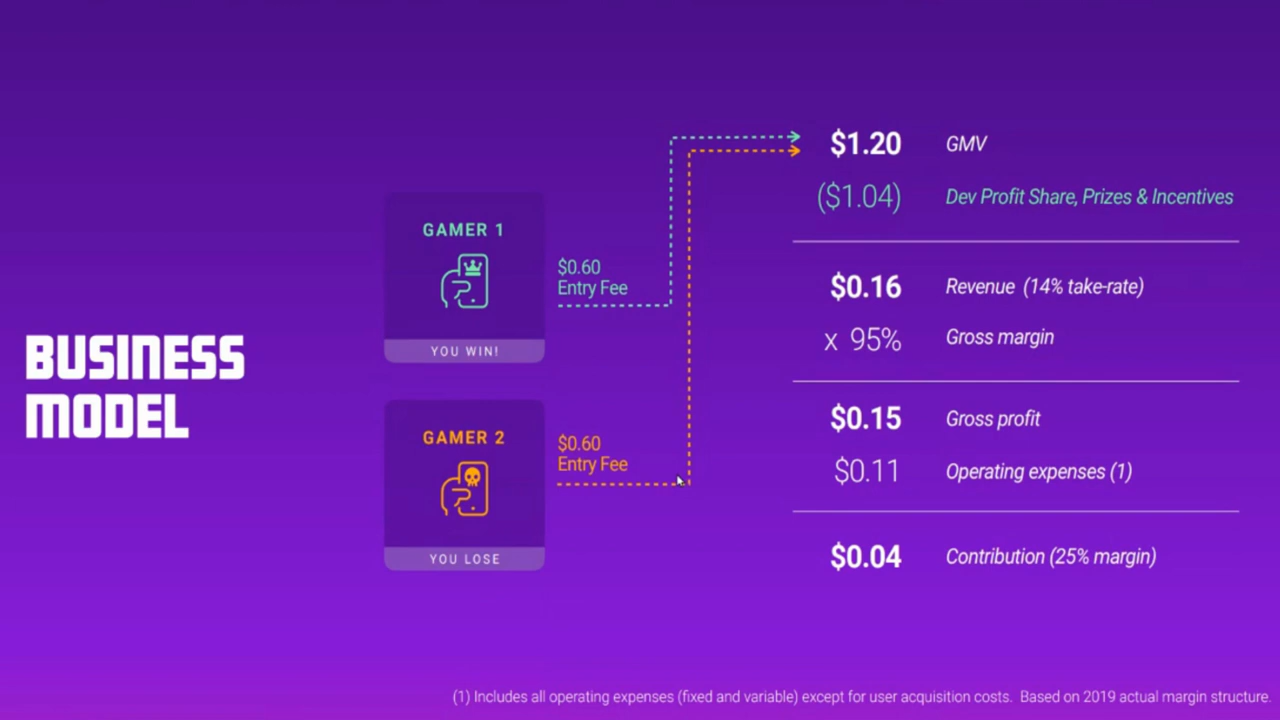 BUSINESS
MODEL
GAMER 1
YOU WIN!
$0.60
Entry Fee
GAMER 2
YOU LOSE
$0.60
Entry Fee
$1.20 GMV
($1.04) Dev Profit Share, Prizes & Incentives
$0.16 Revenue (14% take-rate)
x 95% Gross margin
$0.15 Gross profit
$0.11 Operating expenses (1)
$0.04 Contribution (25% margin)
(1) Includes all operating expenses (fixed and variable) except for user acquisition costs. Based on 2019 actual margin structure.